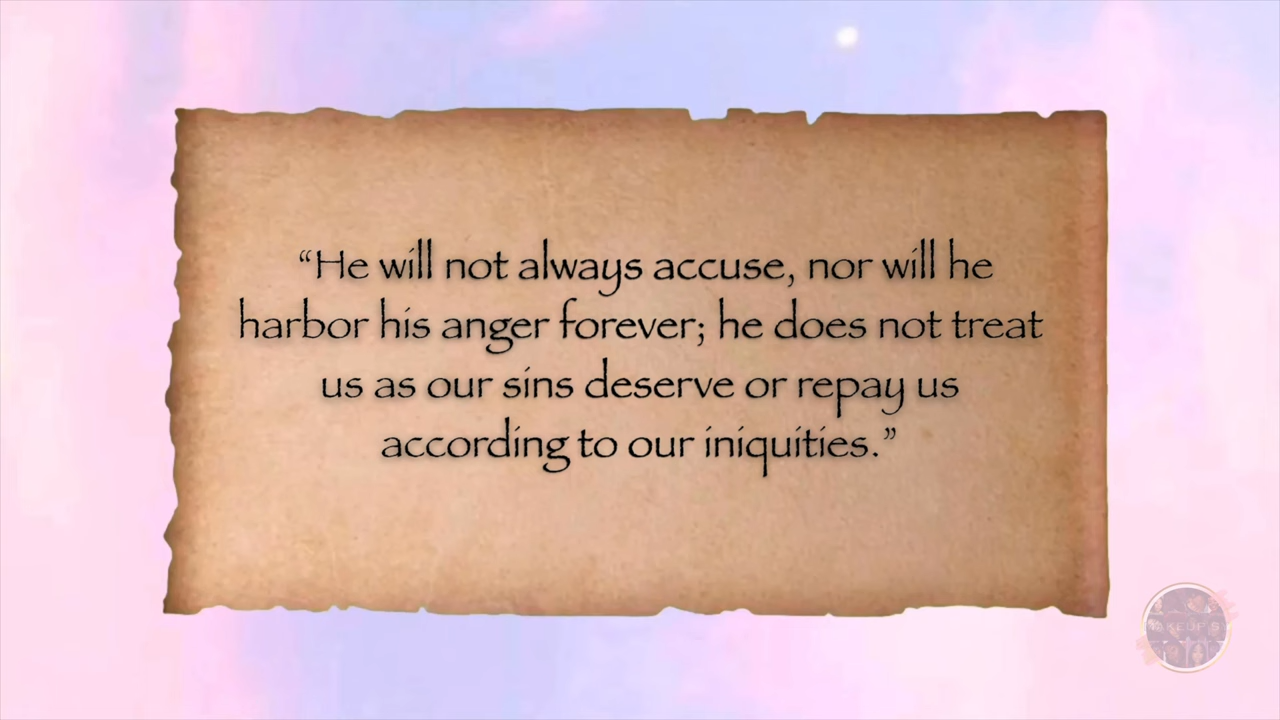 “He will not always accuse, nor will he
harbor his anger forever; he does not treat
us as our sins deserve or repay us
according to our iniquities.”